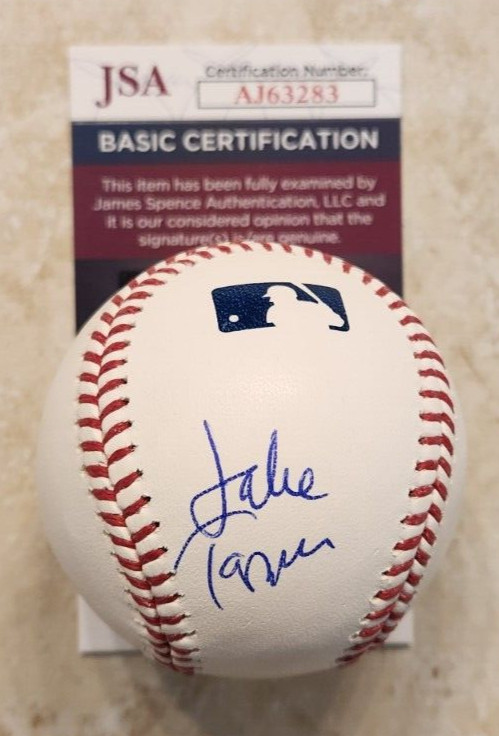 JSA
Certification Number:
AJ63283
BASIC CERTIFICATION
This item has been fully examined by
James Spence Authentication, LLC and
it is our considered opinion that the
signature(s) is/are genuine.
Jake